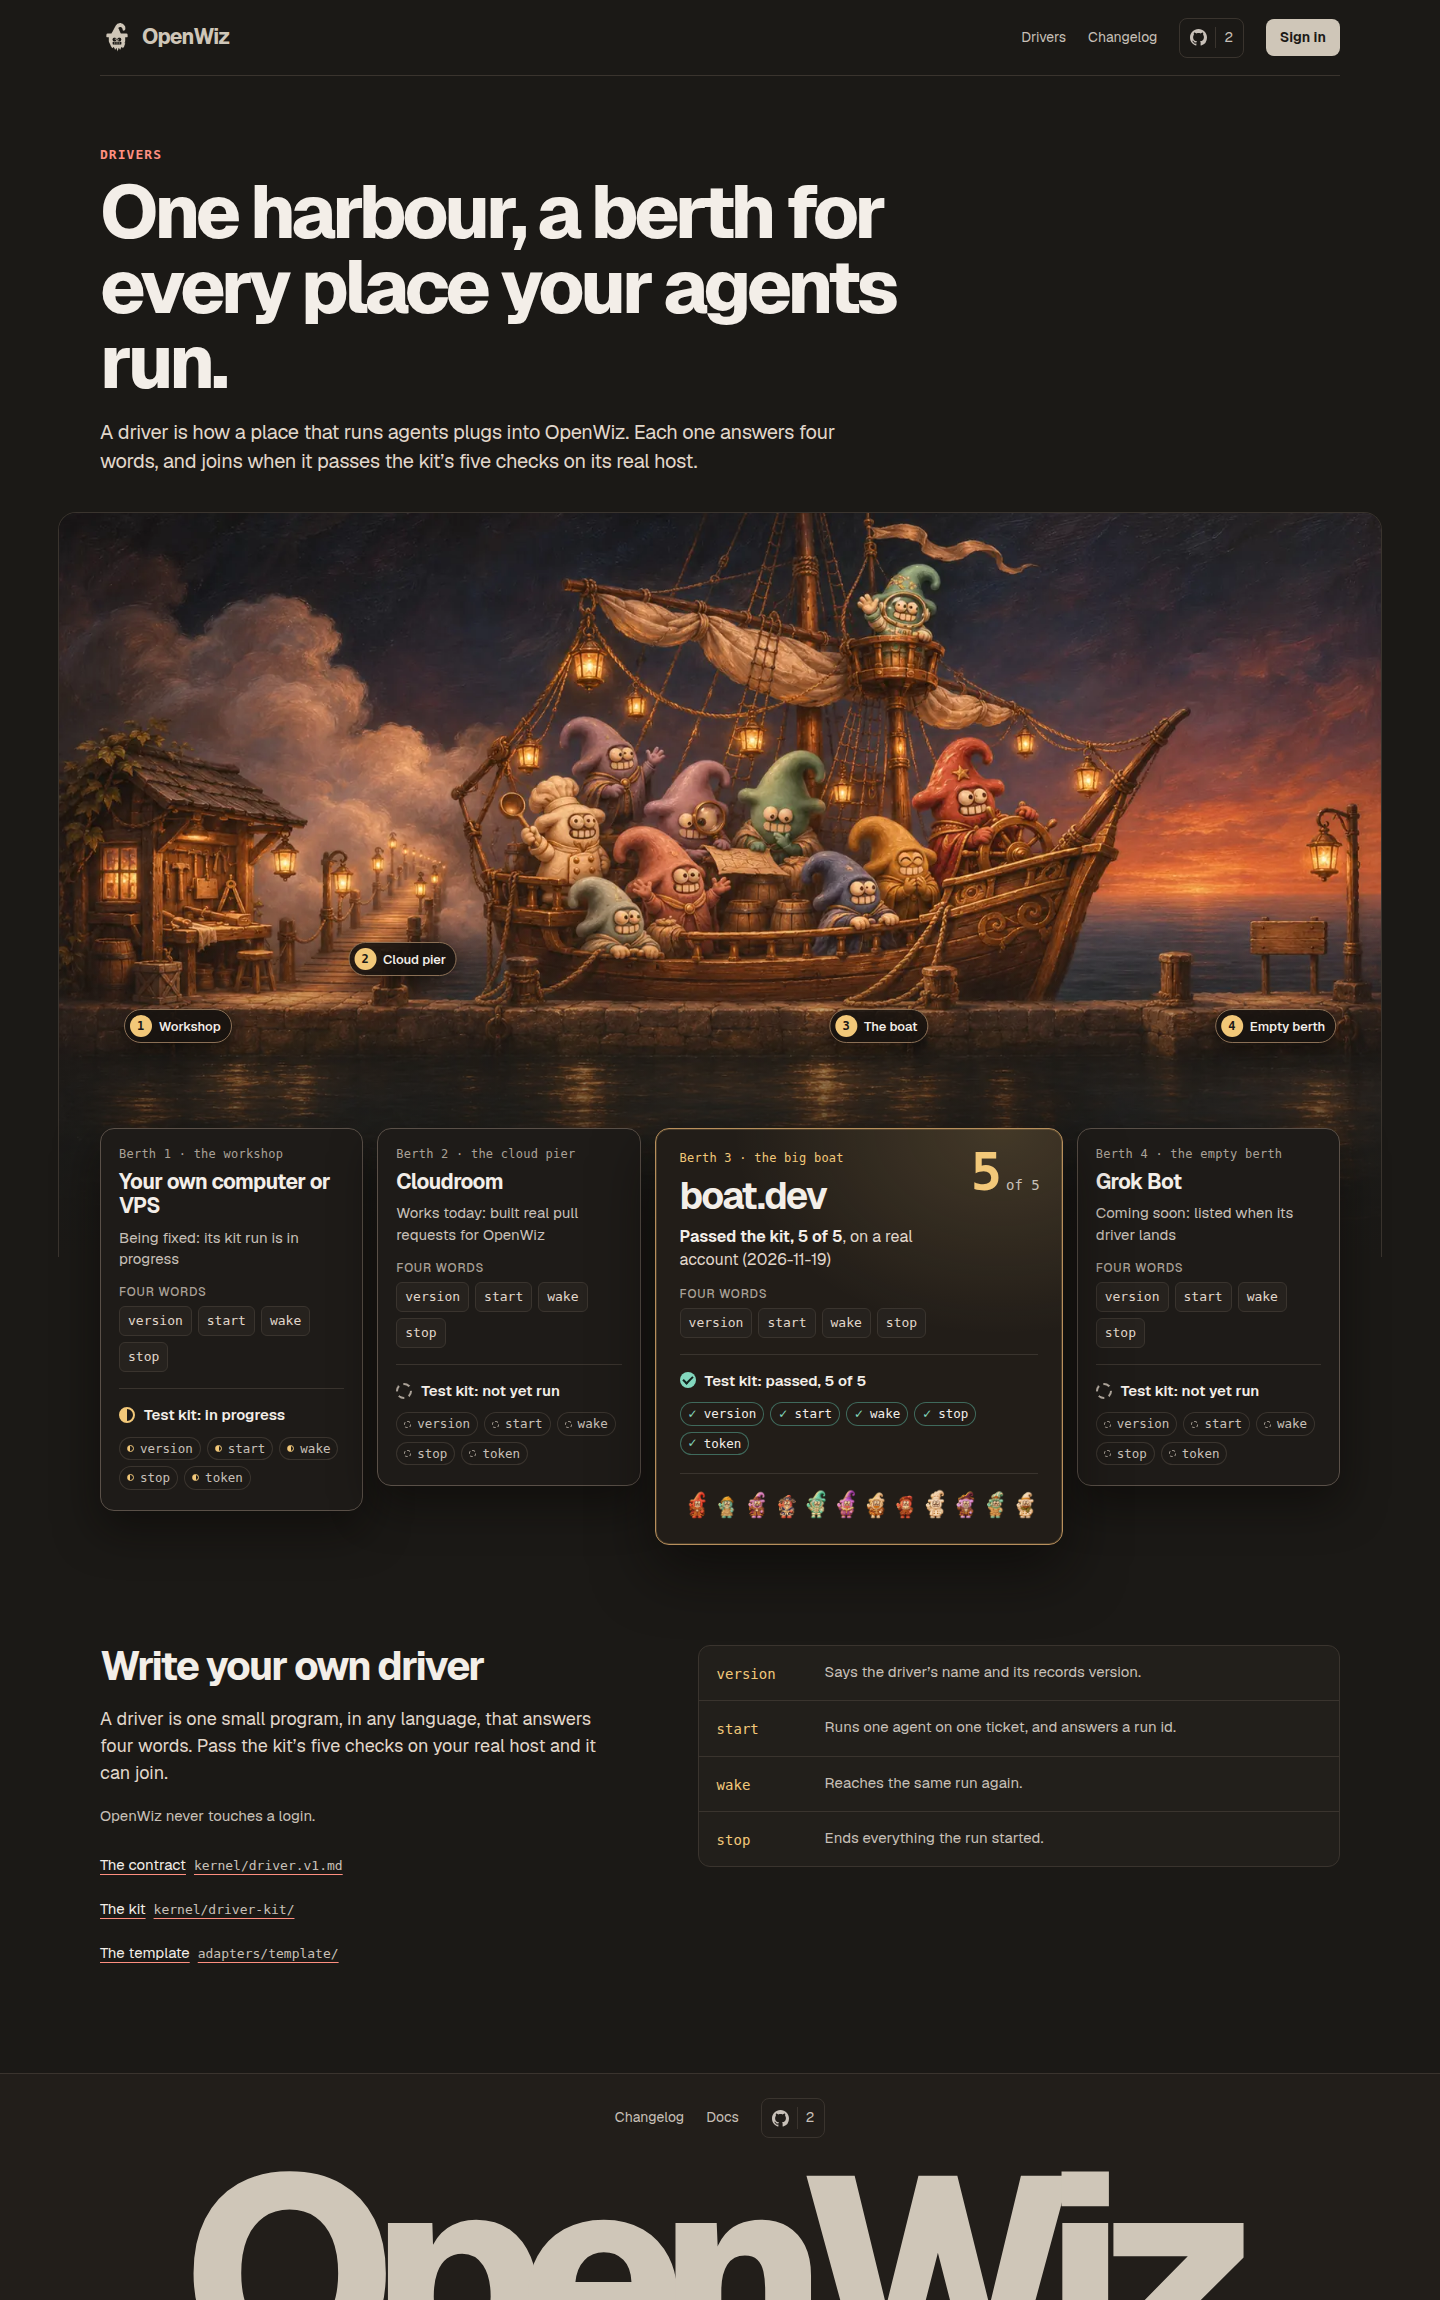 OpenWiz
Drivers
Changelog
2
Sign in
DRIVERS
One harbour, a berth for
every place your agents
run.
A driver is how a place that runs agents plugs into OpenWiz. Each one answers four
words, and joins when it passes the kit’s five checks on its real host.
2 Cloud pier
1 Workshop
3 The boat
4 Empty berth
Berth 1 · the workshop
Your own computer or
VPS
Being fixed: its kit run is in
progress
FOUR WORDS
version start wake
stop
Test kit: in progress
version start wake
stop token
Berth 2 · the cloud pier
Cloudroom
Works today: built real pull
requests for OpenWiz
FOUR WORDS
version start wake
stop
Test kit: not yet run
version start wake
stop token
Berth 3 · the big boat
5 of 5
boat.dev
Passed the kit, 5 of 5, on a real
account (2026-11-19)
FOUR WORDS
version start wake stop
Test kit: passed, 5 of 5
✓ version ✓ start ✓ wake ✓ stop
✓ token
Berth 4 · the empty berth
Grok Bot
Coming soon: listed when its
driver lands
FOUR WORDS
version start wake
stop
Test kit: not yet run
version start wake
stop token
Write your own driver
A driver is one small program, in any language, that answers
four words. Pass the kit’s five checks on your real host and it
can join.
OpenWiz never touches a login.
The contract kernel/driver.v1.md
The kit kernel/driver-kit/
The template adapters/template/
version Says the driver’s name and its records version.
start Runs one agent on one ticket, and answers a run id.
wake Reaches the same run again.
stop Ends everything the run started.
Changelog
Docs
2
OpenWiz